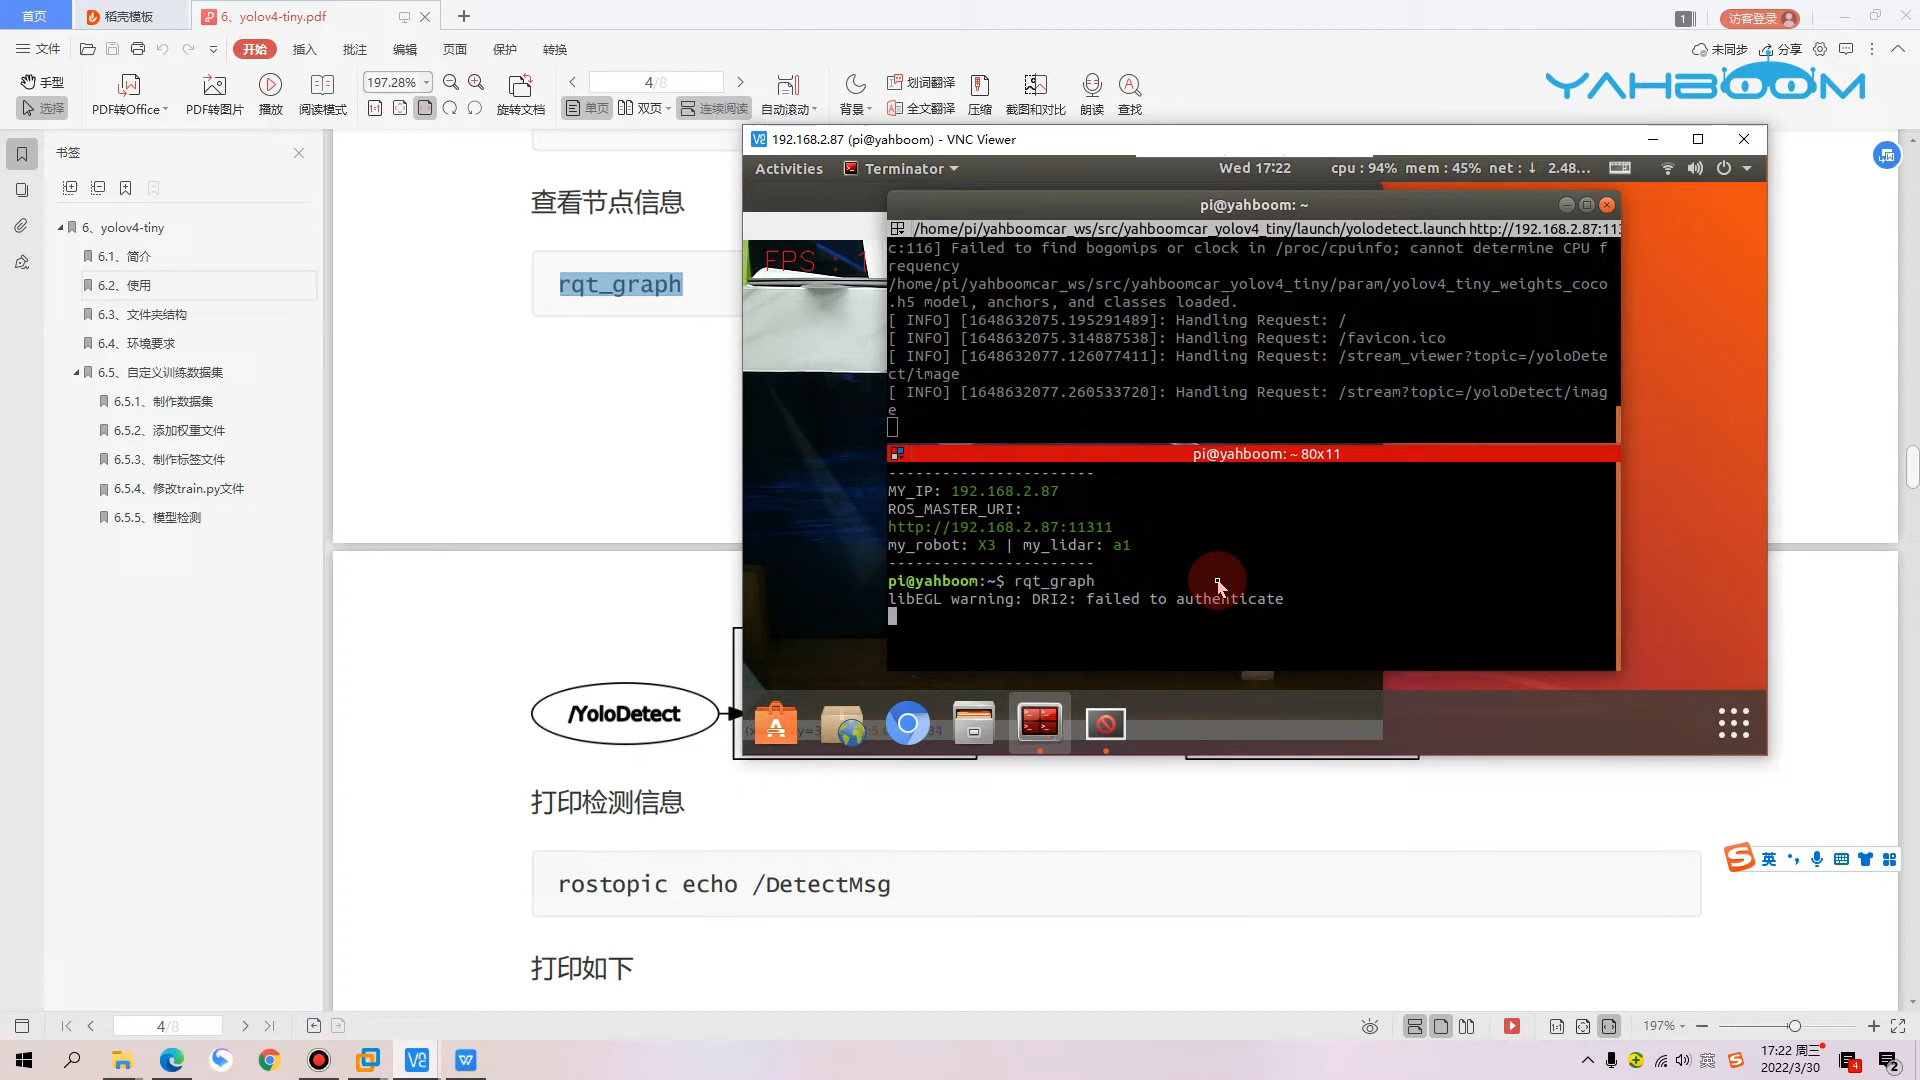 首页
稻壳模板
6、yolov4-tiny.pdf
1
访客登录
文件
开始
插入
批注
编辑
页面
保护
转换
未同步
分享
手型
选择
PDF转Office
PDF转图片
播放
阅读模式
197.28%
旋转文档
4/8
单页
双页
连续阅读
自动滚动
背景
划词翻译
全文翻译
压缩
截图和对比
朗读
查找
YAHBOOM
书签
6、yolov4-tiny
6.1、简介
6.2、使用
6.3、文件夹结构
6.4、环境要求
6.5、自定义训练数据集
6.5.1、制作数据集
6.5.2、添加权重文件
6.5.3、制作标签文件
6.5.4、修改train.py文件
6.5.5、模型检测
查看节点信息
rqt_graph
192.168.2.87 (pi@yahboom) - VNC Viewer
Activities
Terminator
Wed 17:22
cpu : 94% mem : 45% net : ↓ 2.48...
FPS : 1
pi@yahboom: ~
/home/pi/yahboomcar_ws/src/yahboomcar_yolov4_tiny/launch/yolodetect.launch http://192.168.2.87:113
c:116] Failed to find bogomips or clock in /proc/cpuinfo; cannot determine CPU f
requency
/home/pi/yahboomcar_ws/src/yahboomcar_yolov4_tiny/param/yolov4_tiny_weights_coco
.h5 model, anchors, and classes loaded.
[ INFO] [1648632075.195291489]: Handling Request: /
[ INFO] [1648632075.314887538]: Handling Request: /favicon.ico
[ INFO] [1648632077.126077411]: Handling Request: /stream_viewer?topic=/yoloDete
ct/image
[ INFO] [1648632077.260533720]: Handling Request: /stream?topic=/yoloDetect/imag
e
pi@yahboom: ~ 80x11
-----------------------
MY_IP: 192.168.2.87
ROS_MASTER_URI:
http://192.168.2.87:11311
my_robot: X3 | my_lidar: a1
-----------------------
pi@yahboom:~$ rqt_graph
libEGL warning: DRI2: failed to authenticate
/YoloDetect
打印检测信息
rostopic echo /DetectMsg
打印如下
英
4/8
197%
英
17:22 周三
2022/3/30
4
2